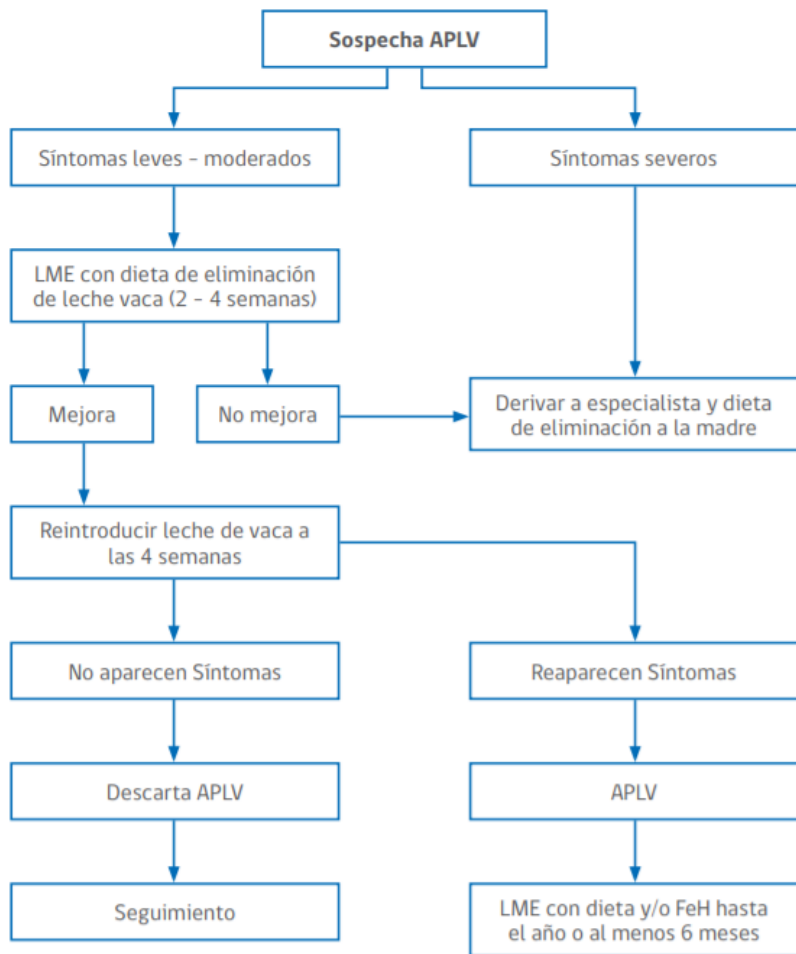 Sospecha APLV
Síntomas leves - moderados
Síntomas severos
LME con dieta de eliminación
de leche vaca (2 - 4 semanas)
Mejora
No mejora
Derivar a especialista y dieta
de eliminación a la madre
Reintroducir leche de vaca a
las 4 semanas
No aparecen Síntomas
Reaparecen Síntomas
Descarta APLV
APLV
Seguimiento
LME con dieta y/o FeH hasta
el año o al menos 6 meses